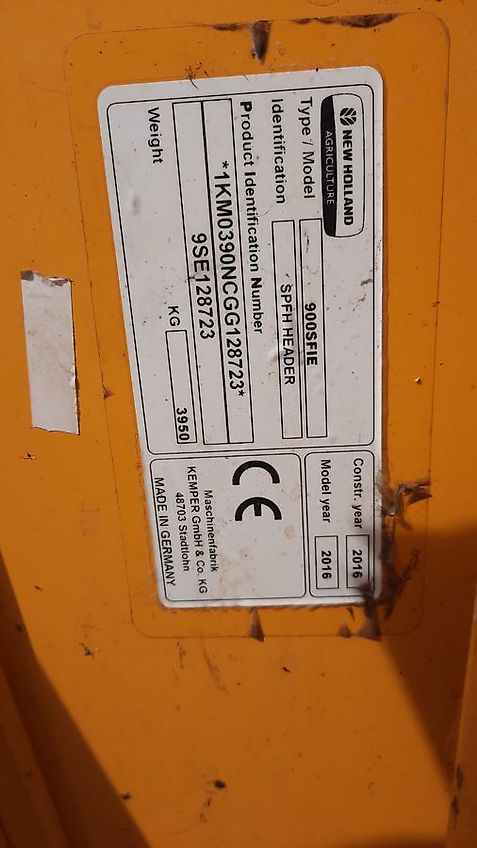 NEW HOLLAND
AGRICULTURE
Type / Model 900SFIE
Identification SPFH HEADER
Product Identification Number
*1KM0390NCGG128723*
9SE128723
Weight KG 3950
Constr. year 2016
Model year 2016
CE
Maschinenfabrik
KEMPER GmbH & Co. KG
48703 Stadtlohn
MADE IN GERMANY